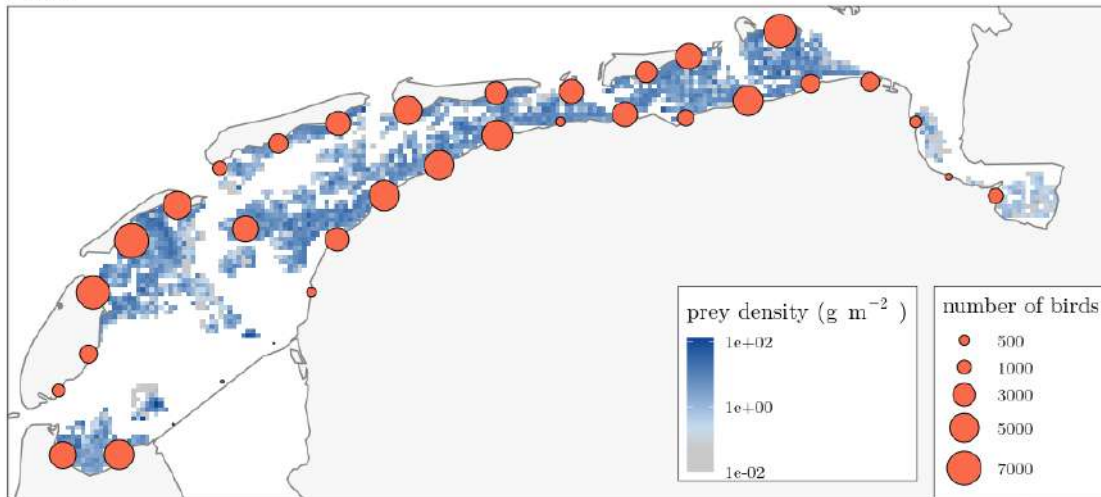 prey density (g m⁻² )
1e+02
1e+00
1e-02
number of birds
500
1000
3000
5000
7000